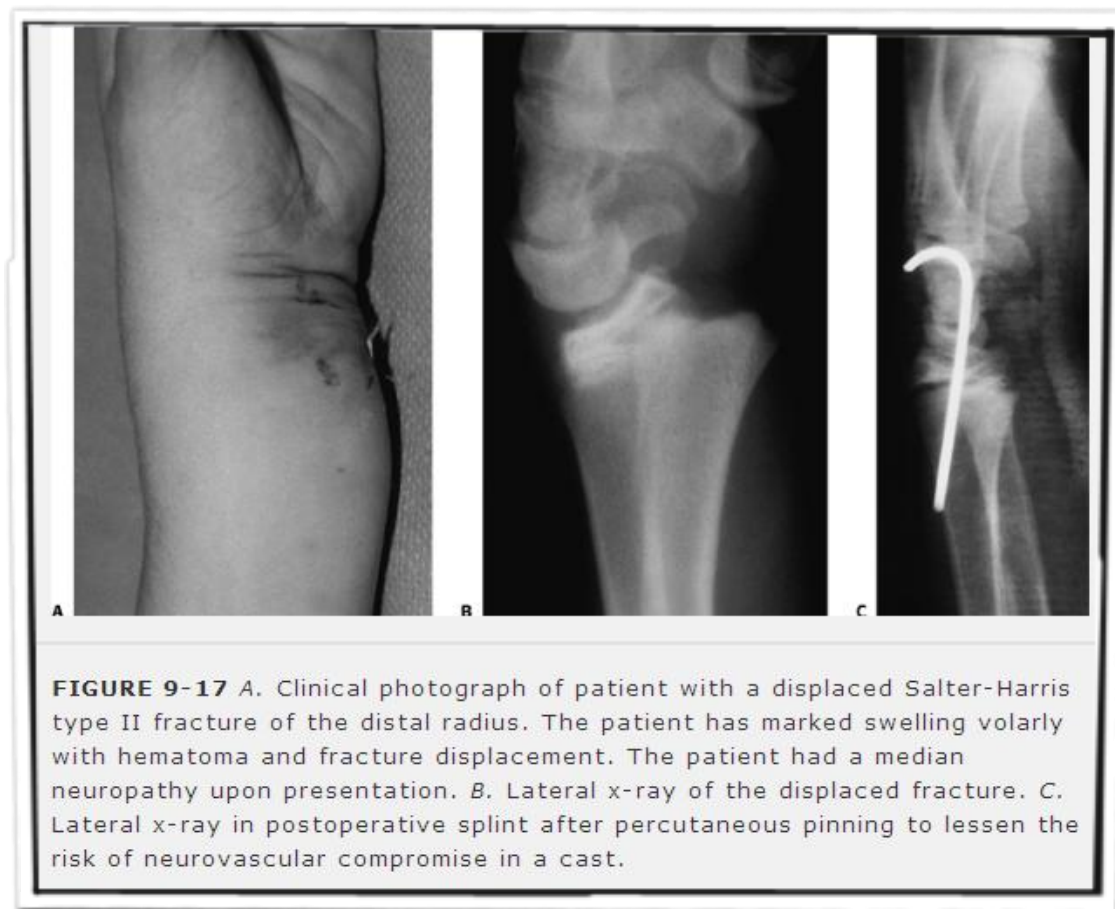 A B C
FIGURE 9-17 A. Clinical photograph of patient with a displaced Salter-Harris
type II fracture of the distal radius. The patient has marked swelling volarly
with hematoma and fracture displacement. The patient had a median
neuropathy upon presentation. B. Lateral x-ray of the displaced fracture. C.
Lateral x-ray in postoperative splint after percutaneous pinning to lessen the
risk of neurovascular compromise in a cast.